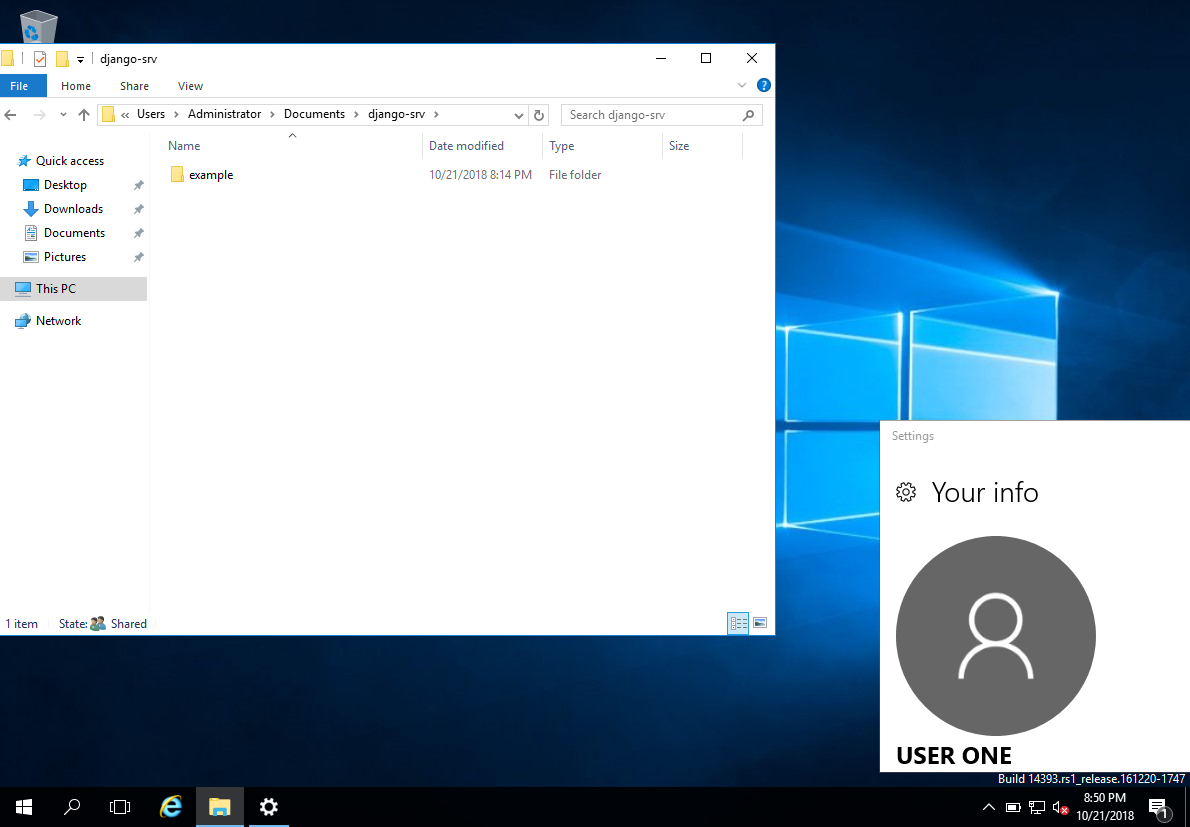 django-srv
File Home Share View
« Users > Administrator > Documents > django-srv >
Search django-srv
Name Date modified Type Size
example 10/21/2018 8:14 PM File folder
Quick access
Desktop
Downloads
Documents
Pictures
This PC
Network
1 item State: Shared
Settings
Your info
USER ONE
Build 14393.rs1_release.161220-1747
8:50 PM
10/21/2018
1